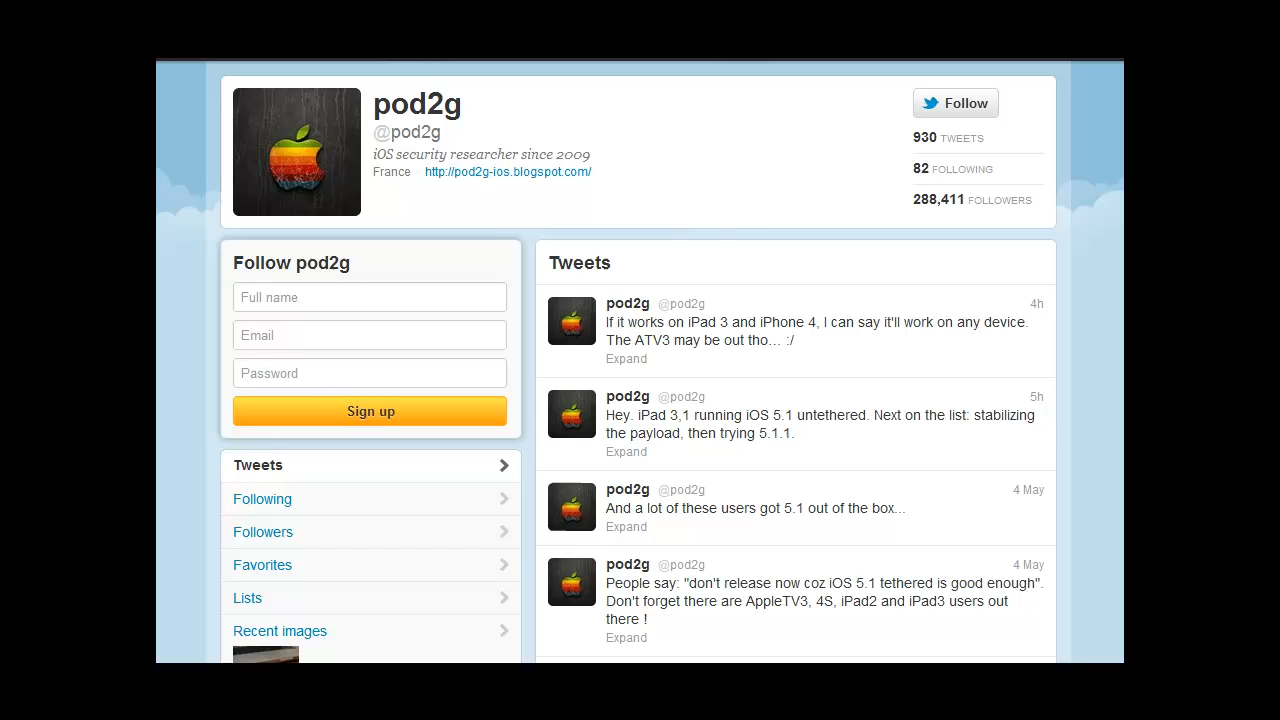 pod2g
@pod2g
iOS security researcher since 2009
France · http://pod2g-ios.blogspot.com/
Follow
930 TWEETS
82 FOLLOWING
288,411 FOLLOWERS
Follow pod2g
Full name
Email
Password
Sign up
Tweets
Following
Followers
Favorites
Lists
Recent images
Tweets
pod2g @pod2g 4h
If it works on iPad 3 and iPhone 4, I can say it'll work on any device.
The ATV3 may be out tho... :/
Expand
pod2g @pod2g 5h
Hey. iPad 3,1 running iOS 5.1 untethered. Next on the list: stabilizing
the payload, then trying 5.1.1.
Expand
pod2g @pod2g 4 May
And a lot of these users got 5.1 out of the box...
Expand
pod2g @pod2g 4 May
People say: "don't release now coz iOS 5.1 tethered is good enough".
Don't forget there are AppleTV3, 4S, iPad2 and iPad3 users out
there !
Expand